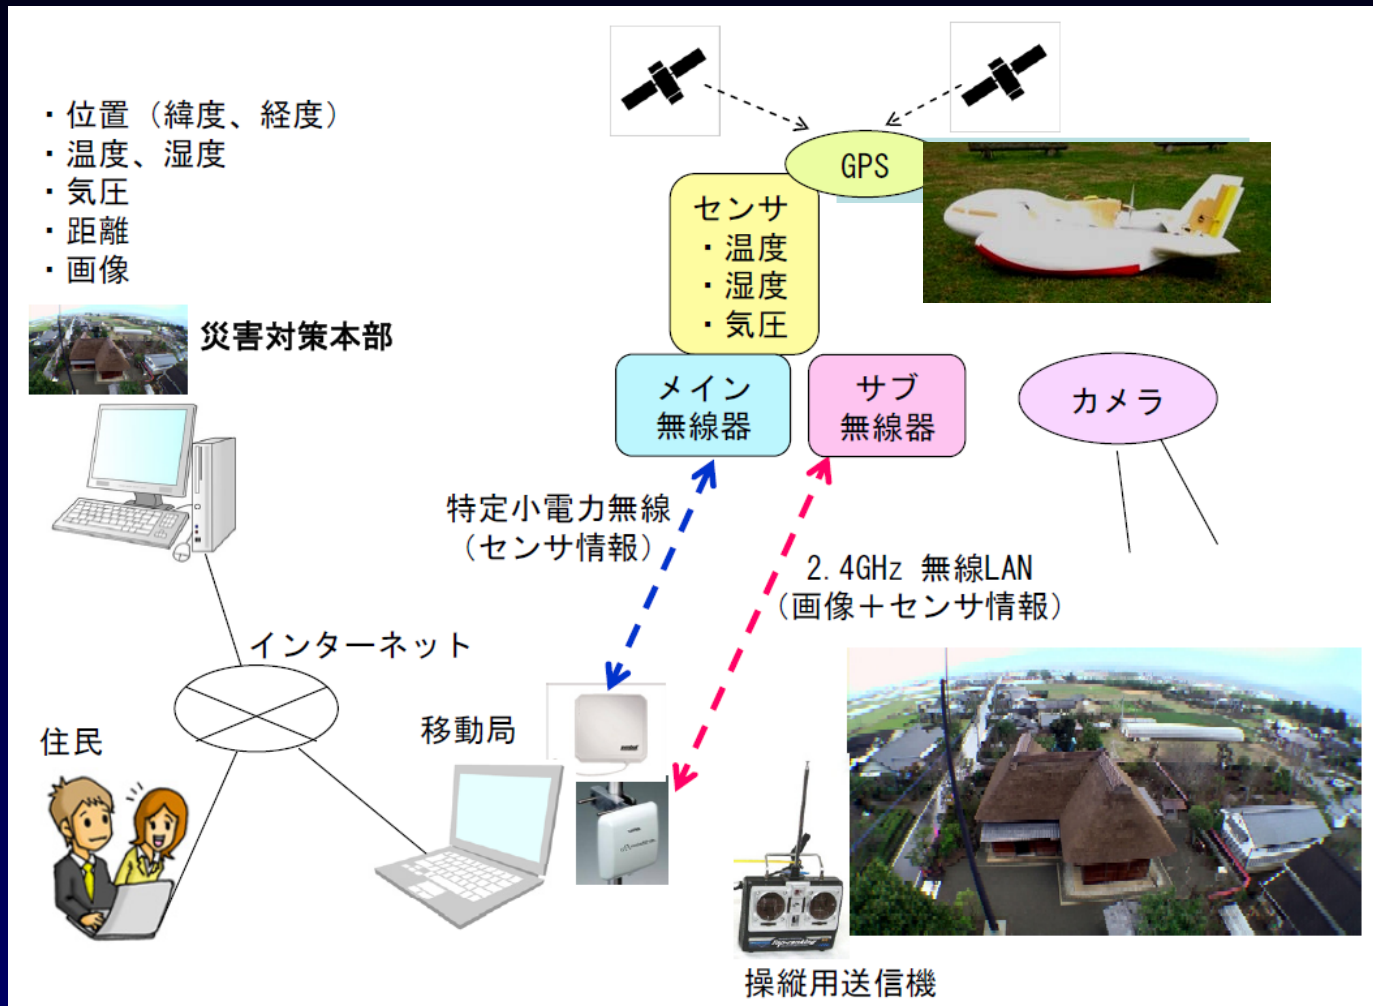 ・位置（緯度、経度）
・温度、湿度
・気圧
・距離
・画像
災害対策本部
GPS
センサ
・温度
・湿度
・気圧
メイン
無線器
サブ
無線器
カメラ
特定小電力無線
（センサ情報）
2.4GHz 無線LAN
（画像＋センサ情報）
インターネット
住民
移動局
操縦用送信機